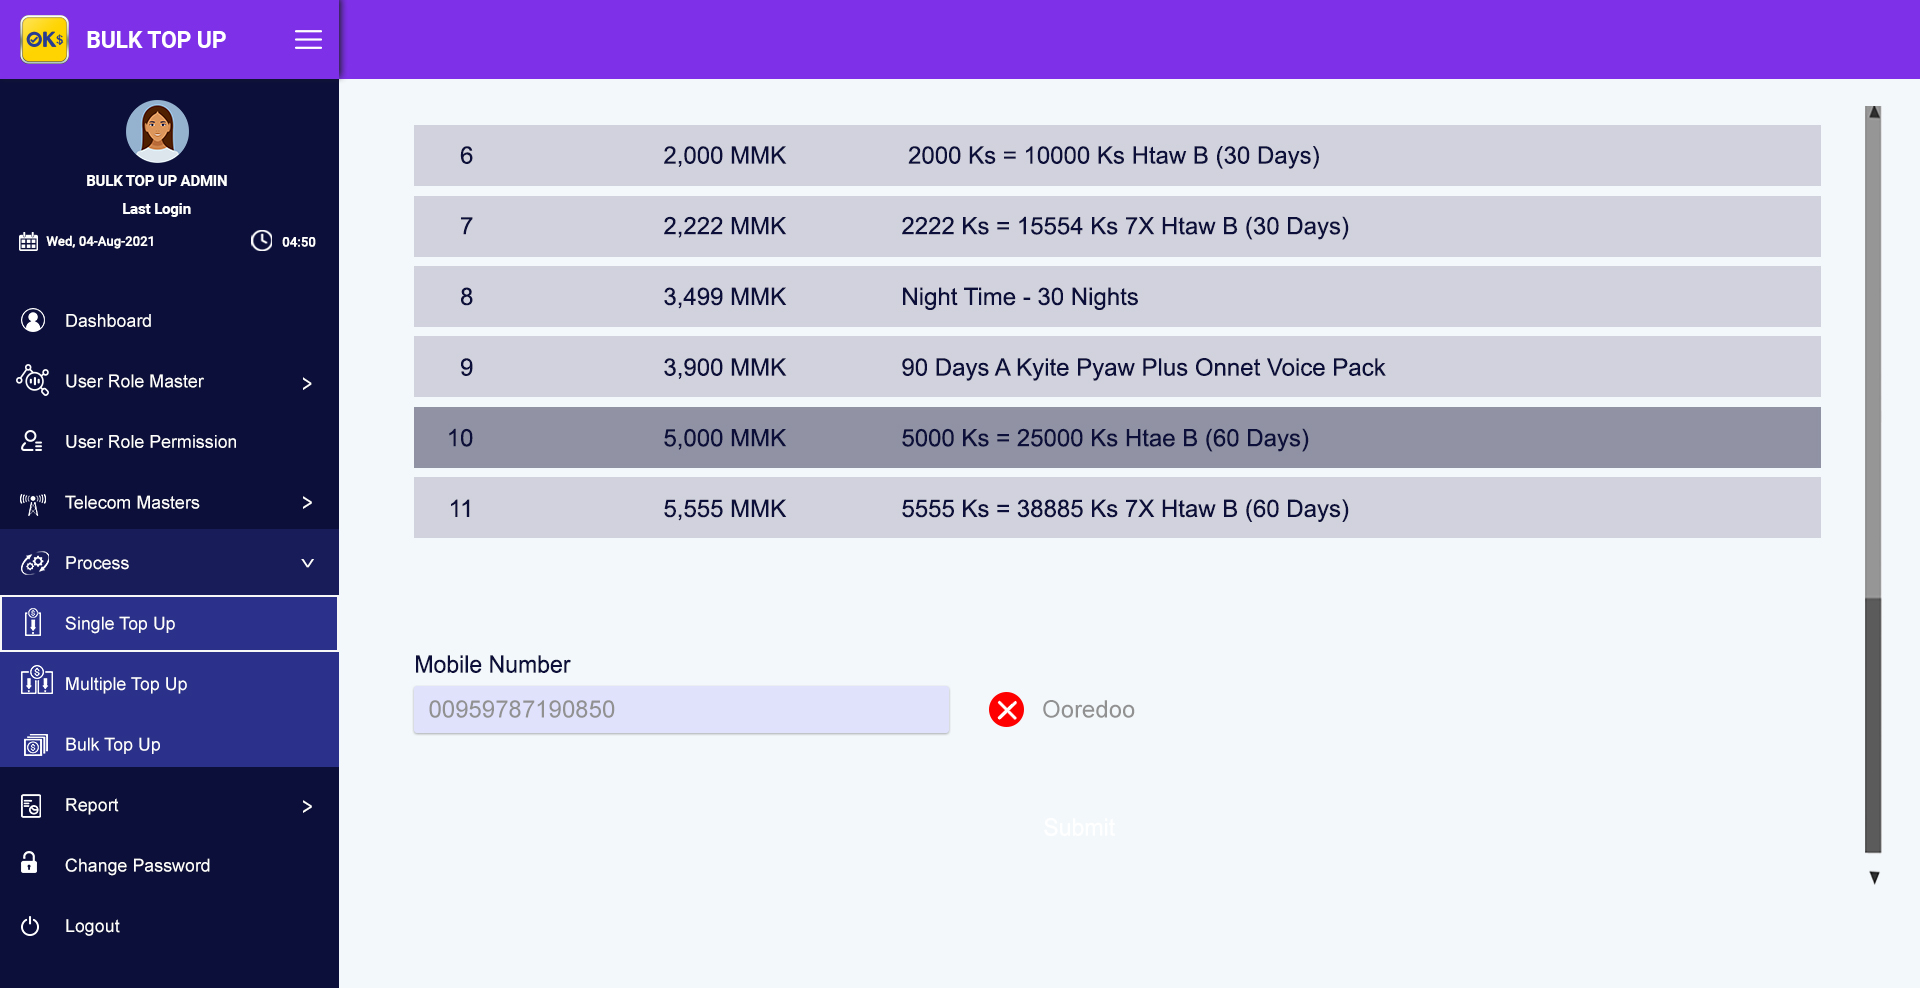 OK$ BULK TOP UP
BULK TOP UP ADMIN
Last Login
Wed, 04-Aug-2021 04:50
Dashboard
User Role Master
User Role Permission
Telecom Masters
Process
Single Top Up
Multiple Top Up
Bulk Top Up
Report
Change Password
Logout
6 2,000 MMK 2000 Ks = 10000 Ks Htaw B (30 Days)
7 2,222 MMK 2222 Ks = 15554 Ks 7X Htaw B (30 Days)
8 3,499 MMK Night Time - 30 Nights
9 3,900 MMK 90 Days A Kyite Pyaw Plus Onnet Voice Pack
10 5,000 MMK 5000 Ks = 25000 Ks Htae B (60 Days)
11 5,555 MMK 5555 Ks = 38885 Ks 7X Htaw B (60 Days)
Mobile Number
00959787190850 Ooredoo
Submit